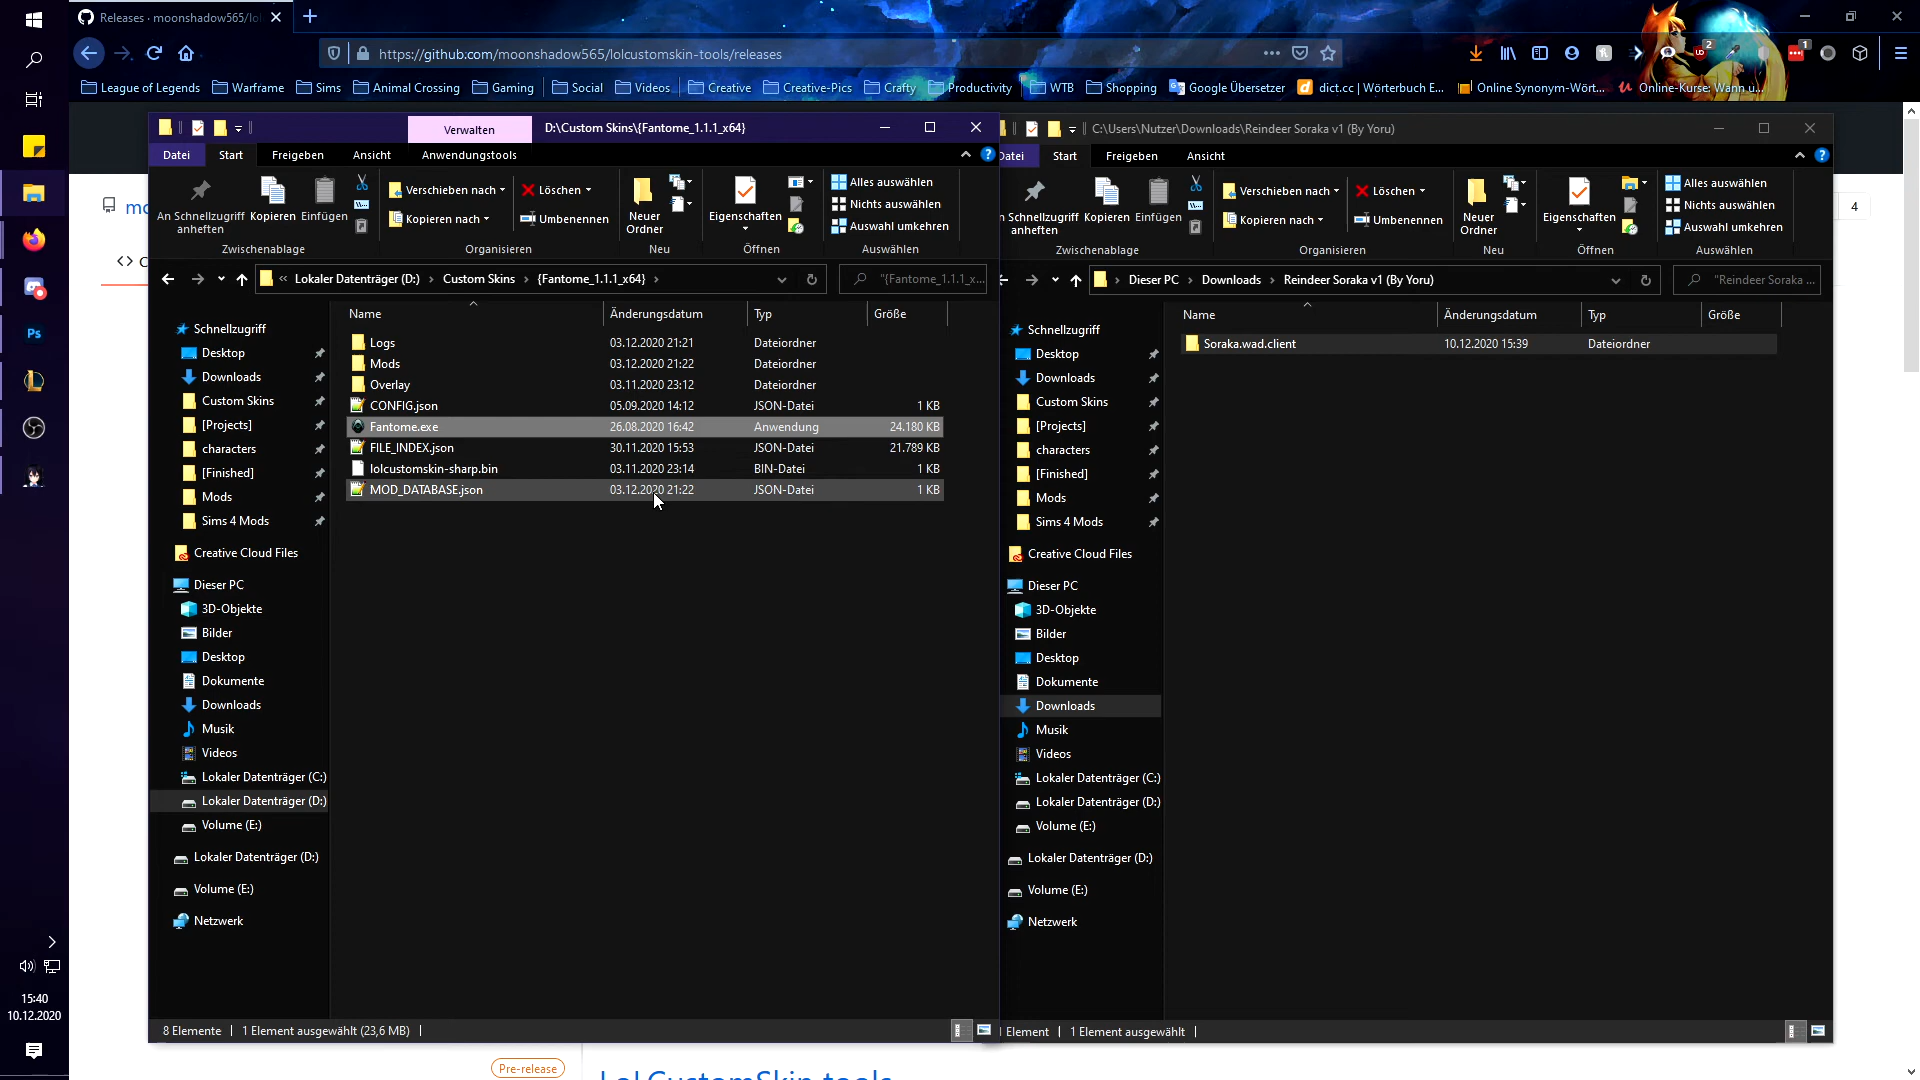 Releases · moonshadow565/lol
https://github.com/moonshadow565/lolcustomskin-tools/releases
2
1
League of Legends
Warframe
Sims
Animal Crossing
Gaming
Social
Videos
Creative
Creative-Pics
Crafty
Productivity
WTB
Shopping
Google Übersetzer
dict.cc | Wörterbuch E...
Online Synonym-Wört...
Online-Kurse: Wann u...
Verwalten
D:\Custom Skins\{Fantome_1.1.1_x64}
Datei
Start
Freigeben
Ansicht
Anwendungstools
An Schnellzugriff anheften
Kopieren
Einfügen
Verschieben nach
Kopieren nach
Löschen
Umbenennen
Neuer Ordner
Eigenschaften
Alles auswählen
Nichts auswählen
Auswahl umkehren
Zwischenablage
Organisieren
Neu
Öffnen
Auswählen
« Lokaler Datenträger (D:) › Custom Skins › {Fantome_1.1.1_x64} ›
"{Fantome_1.1.1_x...
Name
Änderungsdatum
Typ
Größe
Logs 03.12.2020 21:21 Dateiordner
Mods 03.12.2020 21:22 Dateiordner
Overlay 03.11.2020 23:12 Dateiordner
CONFIG.json 05.09.2020 14:12 JSON-Datei 1 KB
Fantome.exe 26.08.2020 16:42 Anwendung 24.180 KB
FILE_INDEX.json 30.11.2020 15:53 JSON-Datei 21.789 KB
lolcustomskin-sharp.bin 03.11.2020 23:14 BIN-Datei 1 KB
MOD_DATABASE.json 03.12.2020 21:22 JSON-Datei 1 KB
Schnellzugriff
Desktop
Downloads
Custom Skins
[Projects]
characters
[Finished]
Mods
Sims 4 Mods
Creative Cloud Files
Dieser PC
3D-Objekte
Bilder
Desktop
Dokumente
Downloads
Musik
Videos
Lokaler Datenträger (C:)
Lokaler Datenträger (D:)
Volume (E:)
Lokaler Datenträger (D:)
Volume (E:)
Netzwerk
8 Elemente
1 Element ausgewählt (23,6 MB)
C:\Users\Nutzer\Downloads\Reindeer Soraka v1 (By Yoru)
Datei
Start
Freigeben
Ansicht
n Schnellzugriff anheften
Kopieren
Einfügen
Verschieben nach
Kopieren nach
Löschen
Umbenennen
Neuer Ordner
Eigenschaften
Alles auswählen
Nichts auswählen
Auswahl umkehren
Zwischenablage
Organisieren
Neu
Öffnen
Auswählen
› Dieser PC › Downloads › Reindeer Soraka v1 (By Yoru)
"Reindeer Soraka ...
Name
Änderungsdatum
Typ
Größe
Soraka.wad.client 10.12.2020 15:39 Dateiordner
Schnellzugriff
Desktop
Downloads
Custom Skins
[Projects]
characters
[Finished]
Mods
Sims 4 Mods
Creative Cloud Files
Dieser PC
3D-Objekte
Bilder
Desktop
Dokumente
Downloads
Musik
Videos
Lokaler Datenträger (C:)
Lokaler Datenträger (D:)
Volume (E:)
Lokaler Datenträger (D:)
Volume (E:)
Netzwerk
Element
1 Element ausgewählt
mo
<> C
4
Ps
15:40
10.12.2020
Pre-release
LoLCustomSkin tools